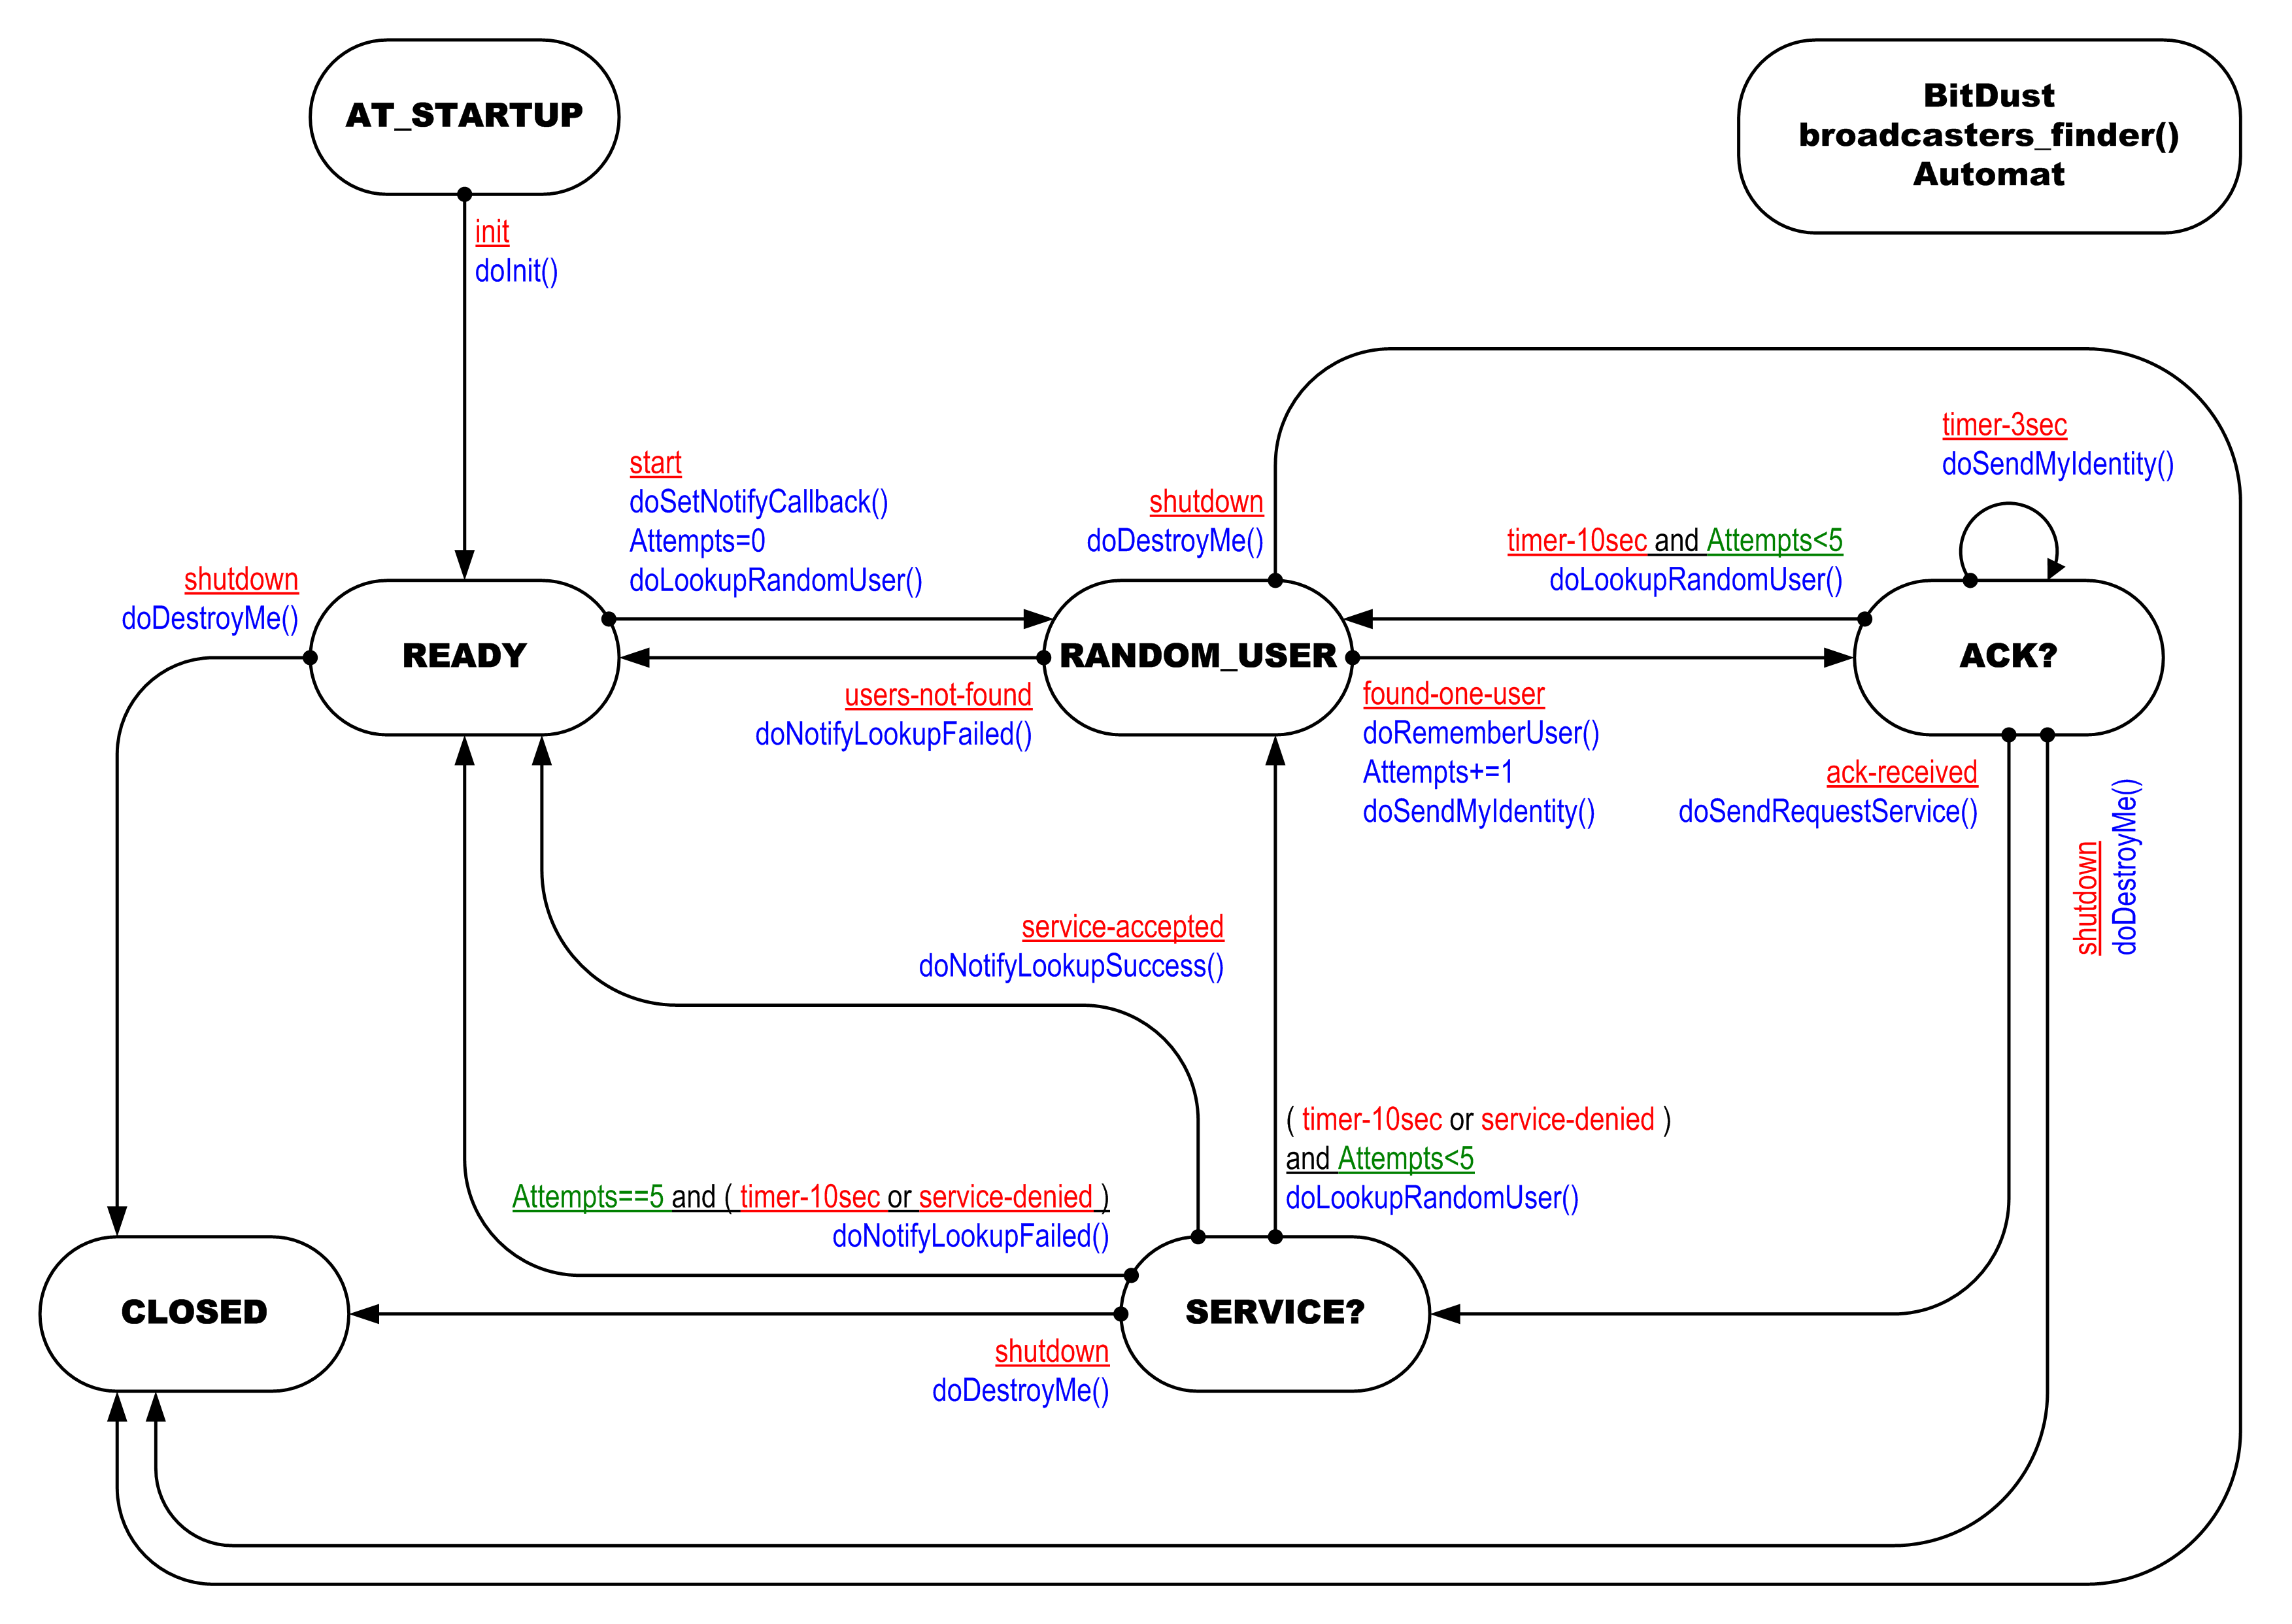 AT_STARTUP
BitDust
broadcasters_finder()
Automat
init
doInit()
start
doSetNotifyCallback()
Attempts=0
doLookupRandomUser()
shutdown
doDestroyMe()
timer-3sec
doSendMyIdentity()
timer-10sec and Attempts<5
doLookupRandomUser()
shutdown
doDestroyMe()
READY
RANDOM_USER
ACK?
users-not-found
doNotifyLookupFailed()
found-one-user
doRememberUser()
Attempts+=1
doSendMyIdentity()
ack-received
doSendRequestService()
shutdown
doDestroyMe()
service-accepted
doNotifyLookupSuccess()
( timer-10sec or service-denied )
and Attempts<5
doLookupRandomUser()
Attempts==5 and ( timer-10sec or service-denied )
doNotifyLookupFailed()
CLOSED
SERVICE?
shutdown
doDestroyMe()